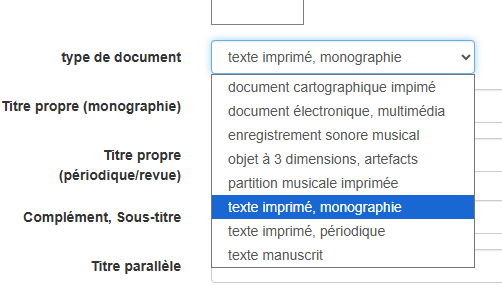 type de document
texte imprimé, monographie
document cartographique impimé
Titre propre (monographie)
document électronique, multimédia
enregistrement sonore musical
Titre propre
(périodique/revue)
objet à 3 dimensions, artefacts
partition musicale imprimée
texte imprimé, monographie
Complément, Sous-titre
texte imprimé, périodique
texte manuscrit
Titre parallèle